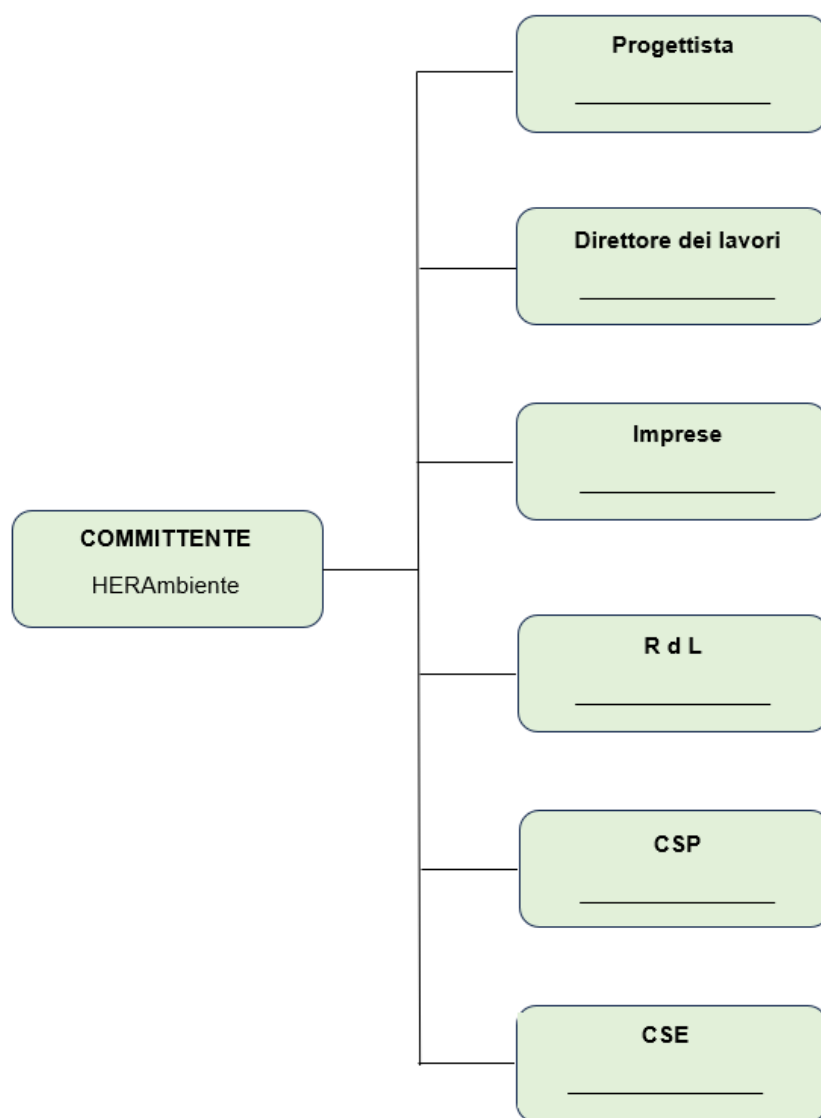 Progettista
Direttore dei lavori
Imprese
COMMITTENTE
HERAmbiente
R d L
CSP
CSE